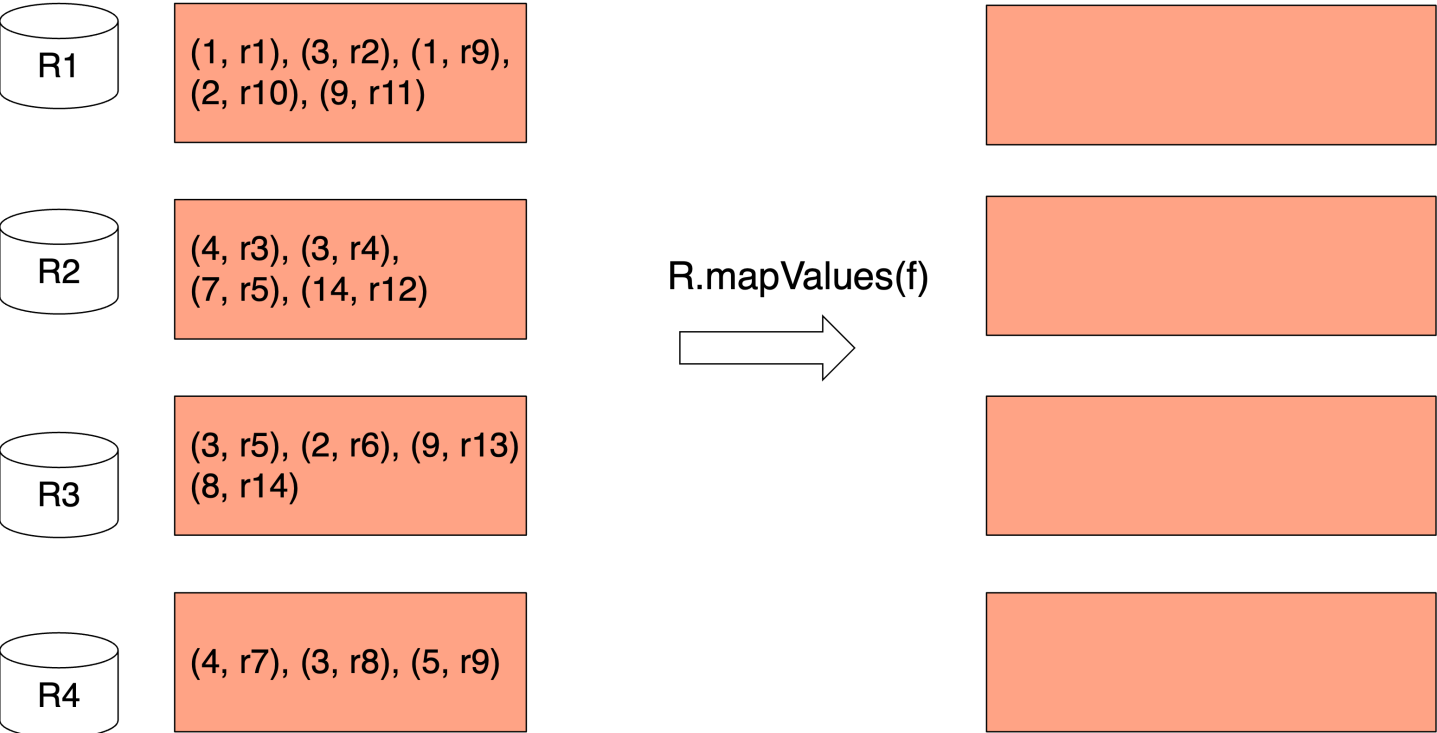 R1
(1, r1), (3, r2), (1, r9),
(2, r10), (9, r11)
R2
(4, r3), (3, r4),
(7, r5), (14, r12)
R.mapValues(f)
R3
(3, r5), (2, r6), (9, r13)
(8, r14)
R4
(4, r7), (3, r8), (5, r9)